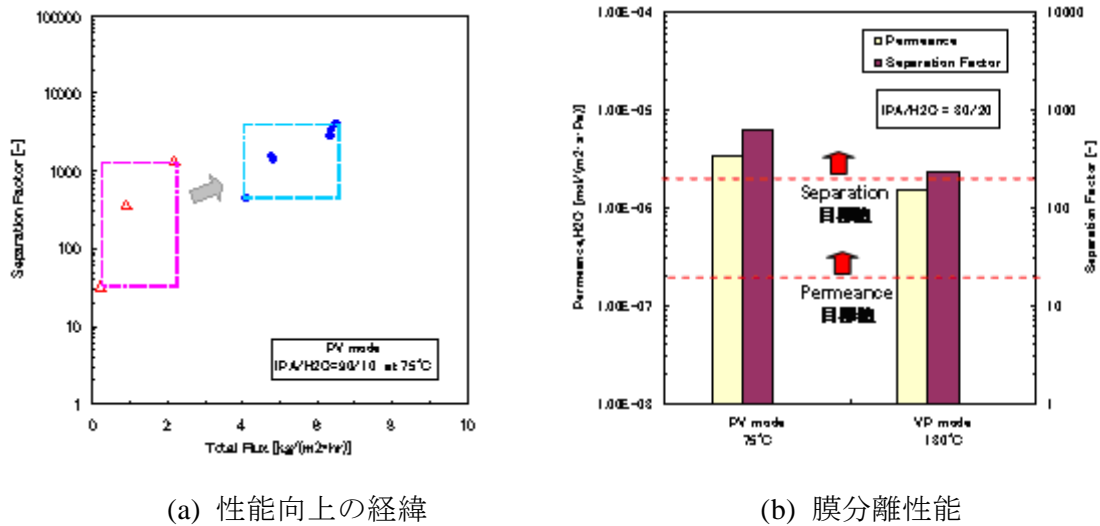 100000
10000
1000
100
10
1
Separation Factor [-]
0 2 4 6 8 10
Total Flux [kg/(m2*hr)]
PV mode
IPA/H2O=90/10 at 75°C
(a) 性能向上の経緯
1.00E-04
1.00E-05
1.00E-06
1.00E-07
1.00E-08
Permeance,H2O [mol/(m2·s·Pa)]
Permeance
Separation Factor
10000
1000
100
10
1
Separation Factor [-]
Separation
目標値
Permeance
目標値
PV mode
75°C
VP mode
(b) 膜分離性能